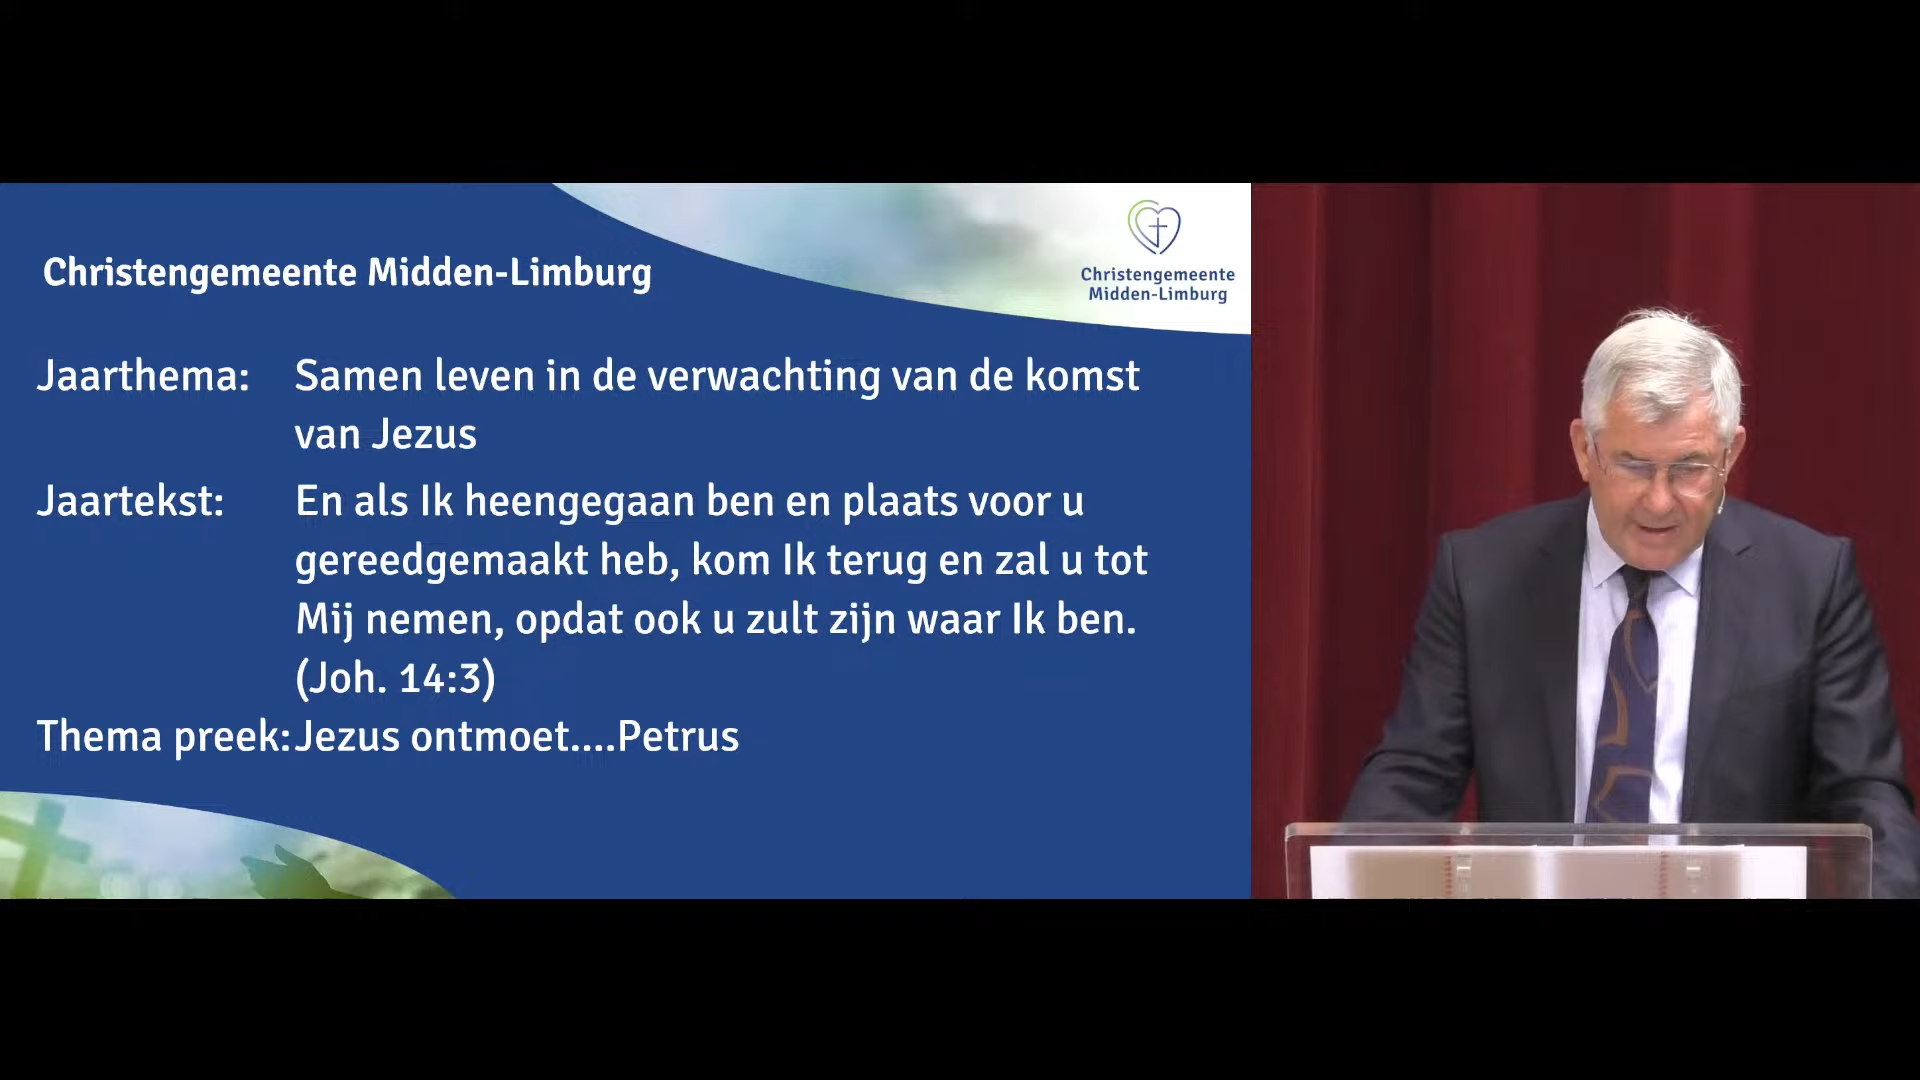 Christengemeente Midden-Limburg
Christengemeente
Midden-Limburg
Jaarthema: Samen leven in de verwachting van de komst
van Jezus
Jaartekst: En als Ik heengegaan ben en plaats voor u
gereedgemaakt heb, kom Ik terug en zal u tot
Mij nemen, opdat ook u zult zijn waar Ik ben.
(Joh. 14:3)
Thema preek: Jezus ontmoet....Petrus